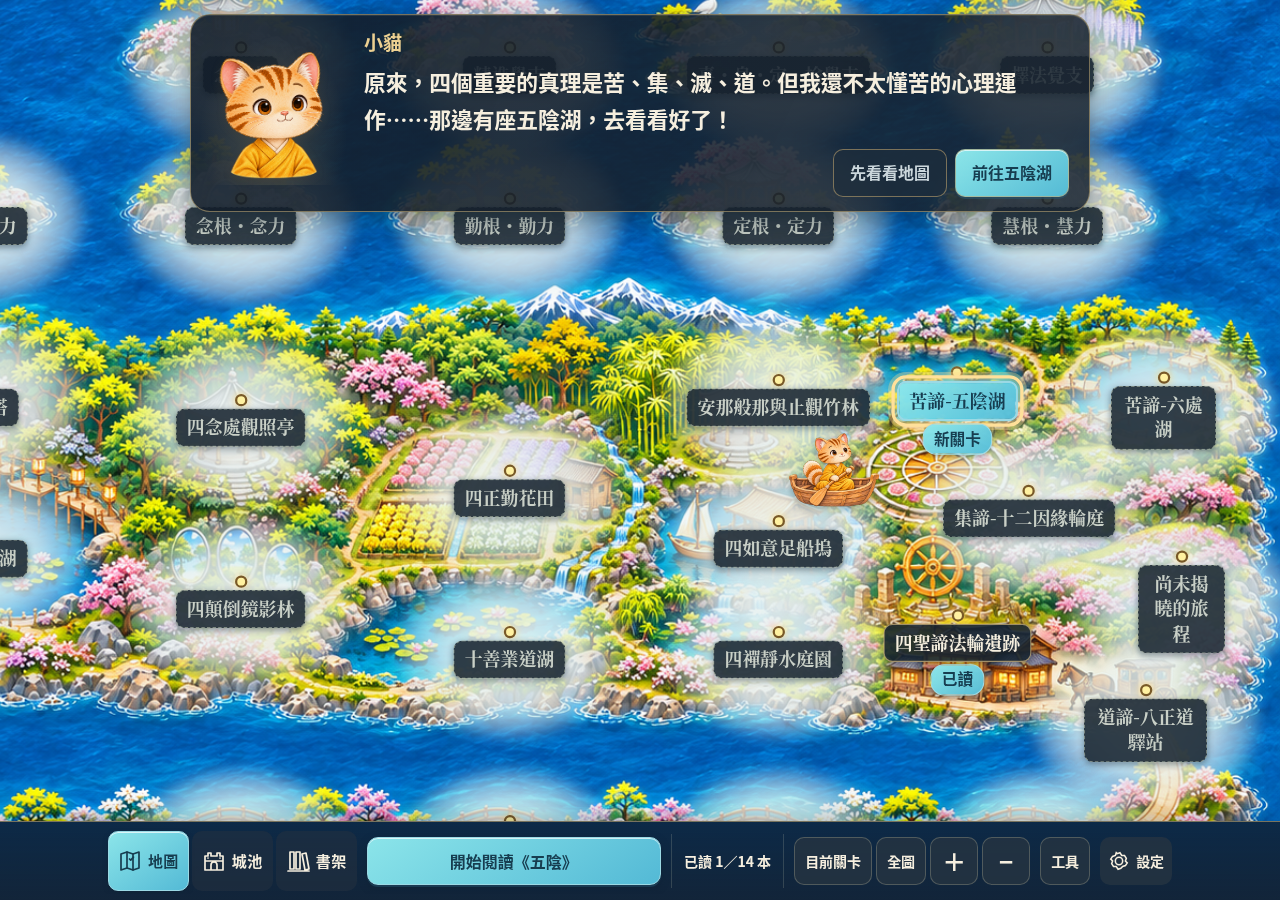 小貓
原來,四個重要的真理是苦、集、滅、道。但我還不太懂苦的心理運
作……那邊有座五陰湖,去看看好了!
先看看地圖
前往五陰湖
擇法覺支
力
念根・念力
勤根・勤力
定根・定力
慧根・慧力
四念處觀照亭
安那般那與止觀竹林
苦諦-五陰湖
新關卡
苦諦-六處
湖
四正勤花田
集諦-十二因緣輪庭
四如意足船塢
湖
四顛倒鏡影林
尚未揭
曉的旅
程
十善業道湖
四禪靜水庭園
四聖諦法輪遺跡
已讀
道諦-八正道
驛站
地圖
城池
書架
開始閱讀《五陰》
已讀 1/14 本
目前關卡
全圖
+
−
工具
設定